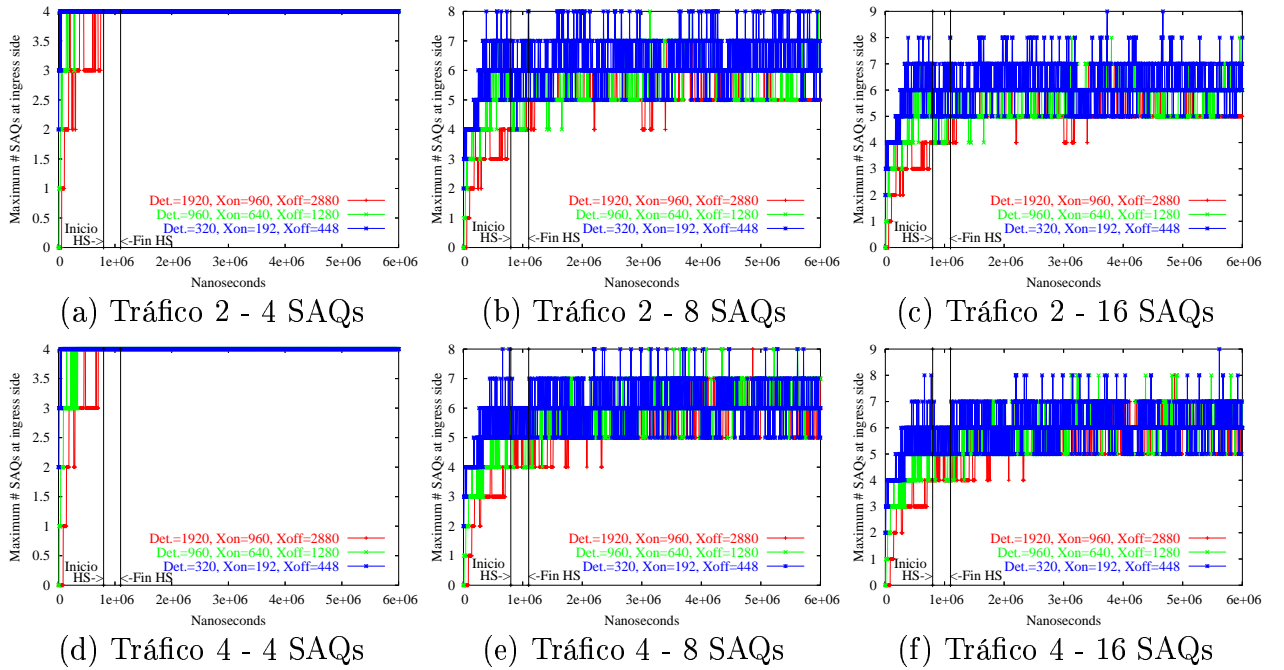 Maximum # SAQs at ingress side
4
3.5
3
2.5
2
1.5
1
0.5
0
Det.=1920, Xon=960, Xoff=2880
Det.=960, Xon=640, Xoff=1280
Det.=320, Xon=192, Xoff=448
Inicio
HS-> <-Fin HS
0 1e+06 2e+06 3e+06 4e+06 5e+06 6e+06
Nanoseconds
(a) Tráfico 2 - 4 SAQs
Maximum # SAQs at ingress side
8
7
6
5
4
3
2
1
0
Det.=1920, Xon=960, Xoff=2880
Det.=960, Xon=640, Xoff=1280
Det.=320, Xon=192, Xoff=448
Inicio
HS-> <-Fin HS
0 1e+06 2e+06 3e+06 4e+06 5e+06 6e+06
Nanoseconds
(b) Tráfico 2 - 8 SAQs
Maximum # SAQs at ingress side
9
8
7
6
5
4
3
2
1
0
Det.=1920, Xon=960, Xoff=2880
Det.=960, Xon=640, Xoff=1280
Det.=320, Xon=192, Xoff=448
Inicio
HS-> <-Fin HS
0 1e+06 2e+06 3e+06 4e+06 5e+06 6e+06
Nanoseconds
(c) Tráfico 2 - 16 SAQs
Maximum # SAQs at ingress side
4
3.5
3
2.5
2
1.5
1
0.5
0
Det.=1920, Xon=960, Xoff=2880
Det.=960, Xon=640, Xoff=1280
Det.=320, Xon=192, Xoff=448
Inicio
HS-> <-Fin HS
0 1e+06 2e+06 3e+06 4e+06 5e+06 6e+06
Nanoseconds
(d) Tráfico 4 - 4 SAQs
Maximum # SAQs at ingress side
8
7
6
5
4
3
2
1
0
Det.=1920, Xon=960, Xoff=2880
Det.=960, Xon=640, Xoff=1280
Det.=320, Xon=192, Xoff=448
Inicio
HS-> <-Fin HS
0 1e+06 2e+06 3e+06 4e+06 5e+06 6e+06
Nanoseconds
(e) Tráfico 4 - 8 SAQs
Maximum # SAQs at ingress side
9
8
7
6
5
4
3
2
1
0
Det.=1920, Xon=960, Xoff=2880
Det.=960, Xon=640, Xoff=1280
Det.=320, Xon=192, Xoff=448
Inicio
HS-> <-Fin HS
0 1e+06 2e+06 3e+06 4e+06 5e+06 6e+06
Nanoseconds
(f) Tráfico 4 - 16 SAQs